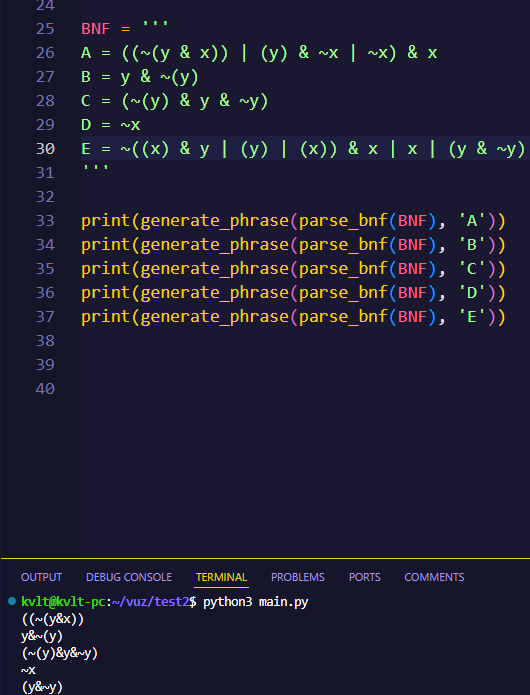 24
25 BNF = '''
26 A = ((~(y & x)) | (y) & ~x | ~x) & x
27 B = y & ~(y)
28 C = (~(y) & y & ~y)
29 D = ~x
30 E = ~((x) & y | (y) | (x)) & x | x | (y & ~y)
31 '''
32
33 print(generate_phrase(parse_bnf(BNF), 'A'))
34 print(generate_phrase(parse_bnf(BNF), 'B'))
35 print(generate_phrase(parse_bnf(BNF), 'C'))
36 print(generate_phrase(parse_bnf(BNF), 'D'))
37 print(generate_phrase(parse_bnf(BNF), 'E'))
38
39
40
OUTPUT DEBUG CONSOLE TERMINAL PROBLEMS PORTS COMMENTS
kvlt@kvlt-pc:~/vuz/test2$ python3 main.py
((~(y&x))
y&~(y)
(~(y)&y&~y)
~x
(y&~y)